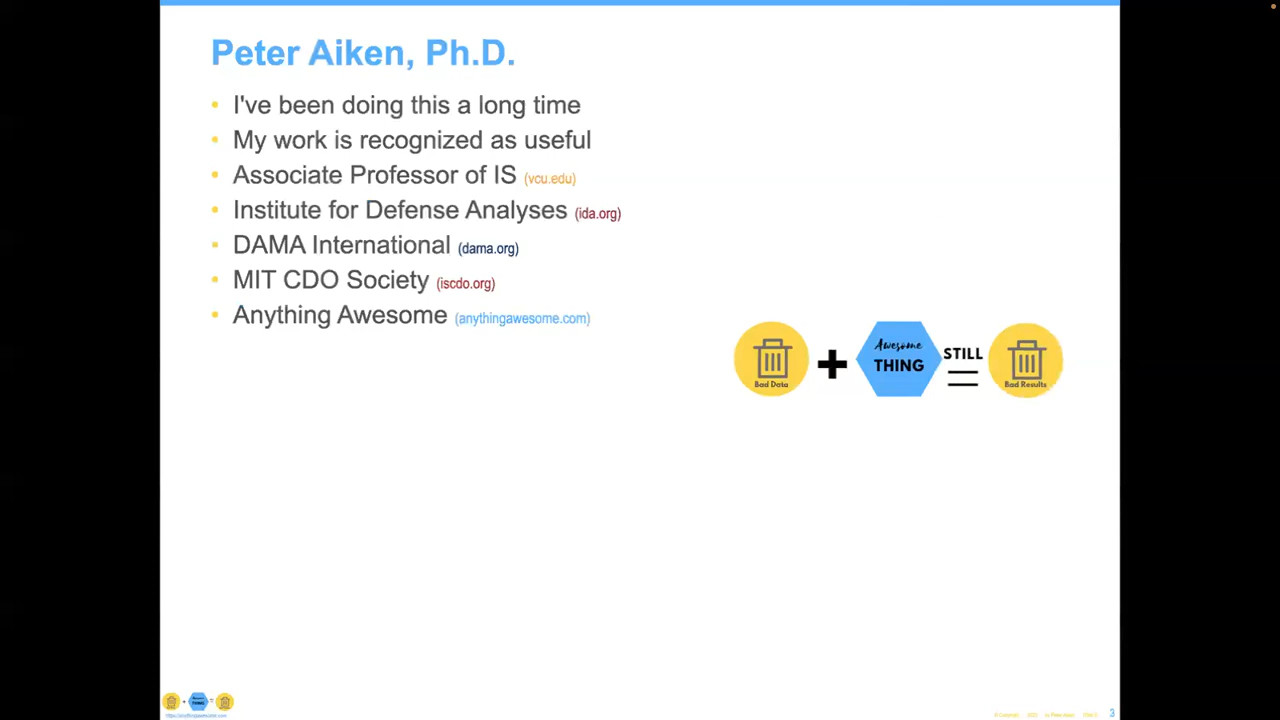 Peter Aiken, Ph.D.
• I've been doing this a long time
• My work is recognized as useful
• Associate Professor of IS (vcu.edu)
• Institute for Defense Analyses (ida.org)
• DAMA International (dama.org)
• MIT CDO Society (iscdo.org)
• Anything Awesome (anythingawesome.com)
Bad Data
+
Awesome
THING
STILL
=
Bad Results
3